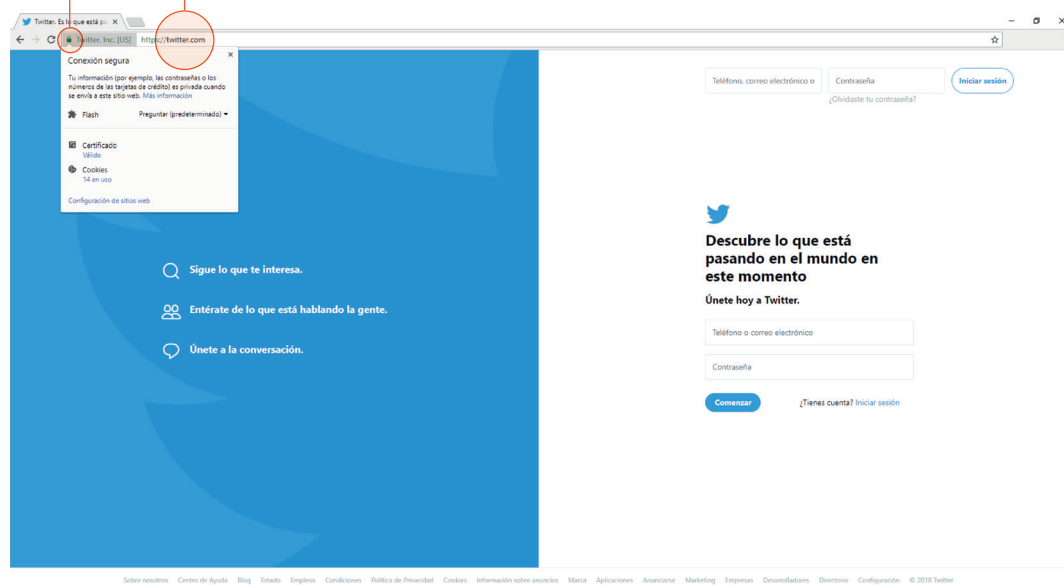 Twitter. Es lo que está pa
Twitter, Inc. [US] https://twitter.com
Conexión segura
Tu información (por ejemplo, las contraseñas o los
números de las tarjetas de crédito) es privada cuando
se envía a este sitio web. Más información
Flash Preguntar (predeterminado)
Certificado
Válido
Cookies
14 en uso
Configuración de sitios web
Sigue lo que te interesa.
Entérate de lo que está hablando la gente.
Únete a la conversación.
Teléfono, correo electrónico o Contraseña Iniciar sesión
¿Olvidaste tu contraseña?
Descubre lo que está
pasando en el mundo en
este momento
Únete hoy a Twitter.
Teléfono o correo electrónico
Contraseña
Comenzar ¿Tienes cuenta? Iniciar sesión
Sobre nosotros Centro de Ayuda Blog Estado Empleos Condiciones Política de Privacidad Cookies Información sobre anuncios Marca Aplicaciones Anunciarse Marketing Empresas Desarrolladores Directorio Configuración © 2018 Twitter